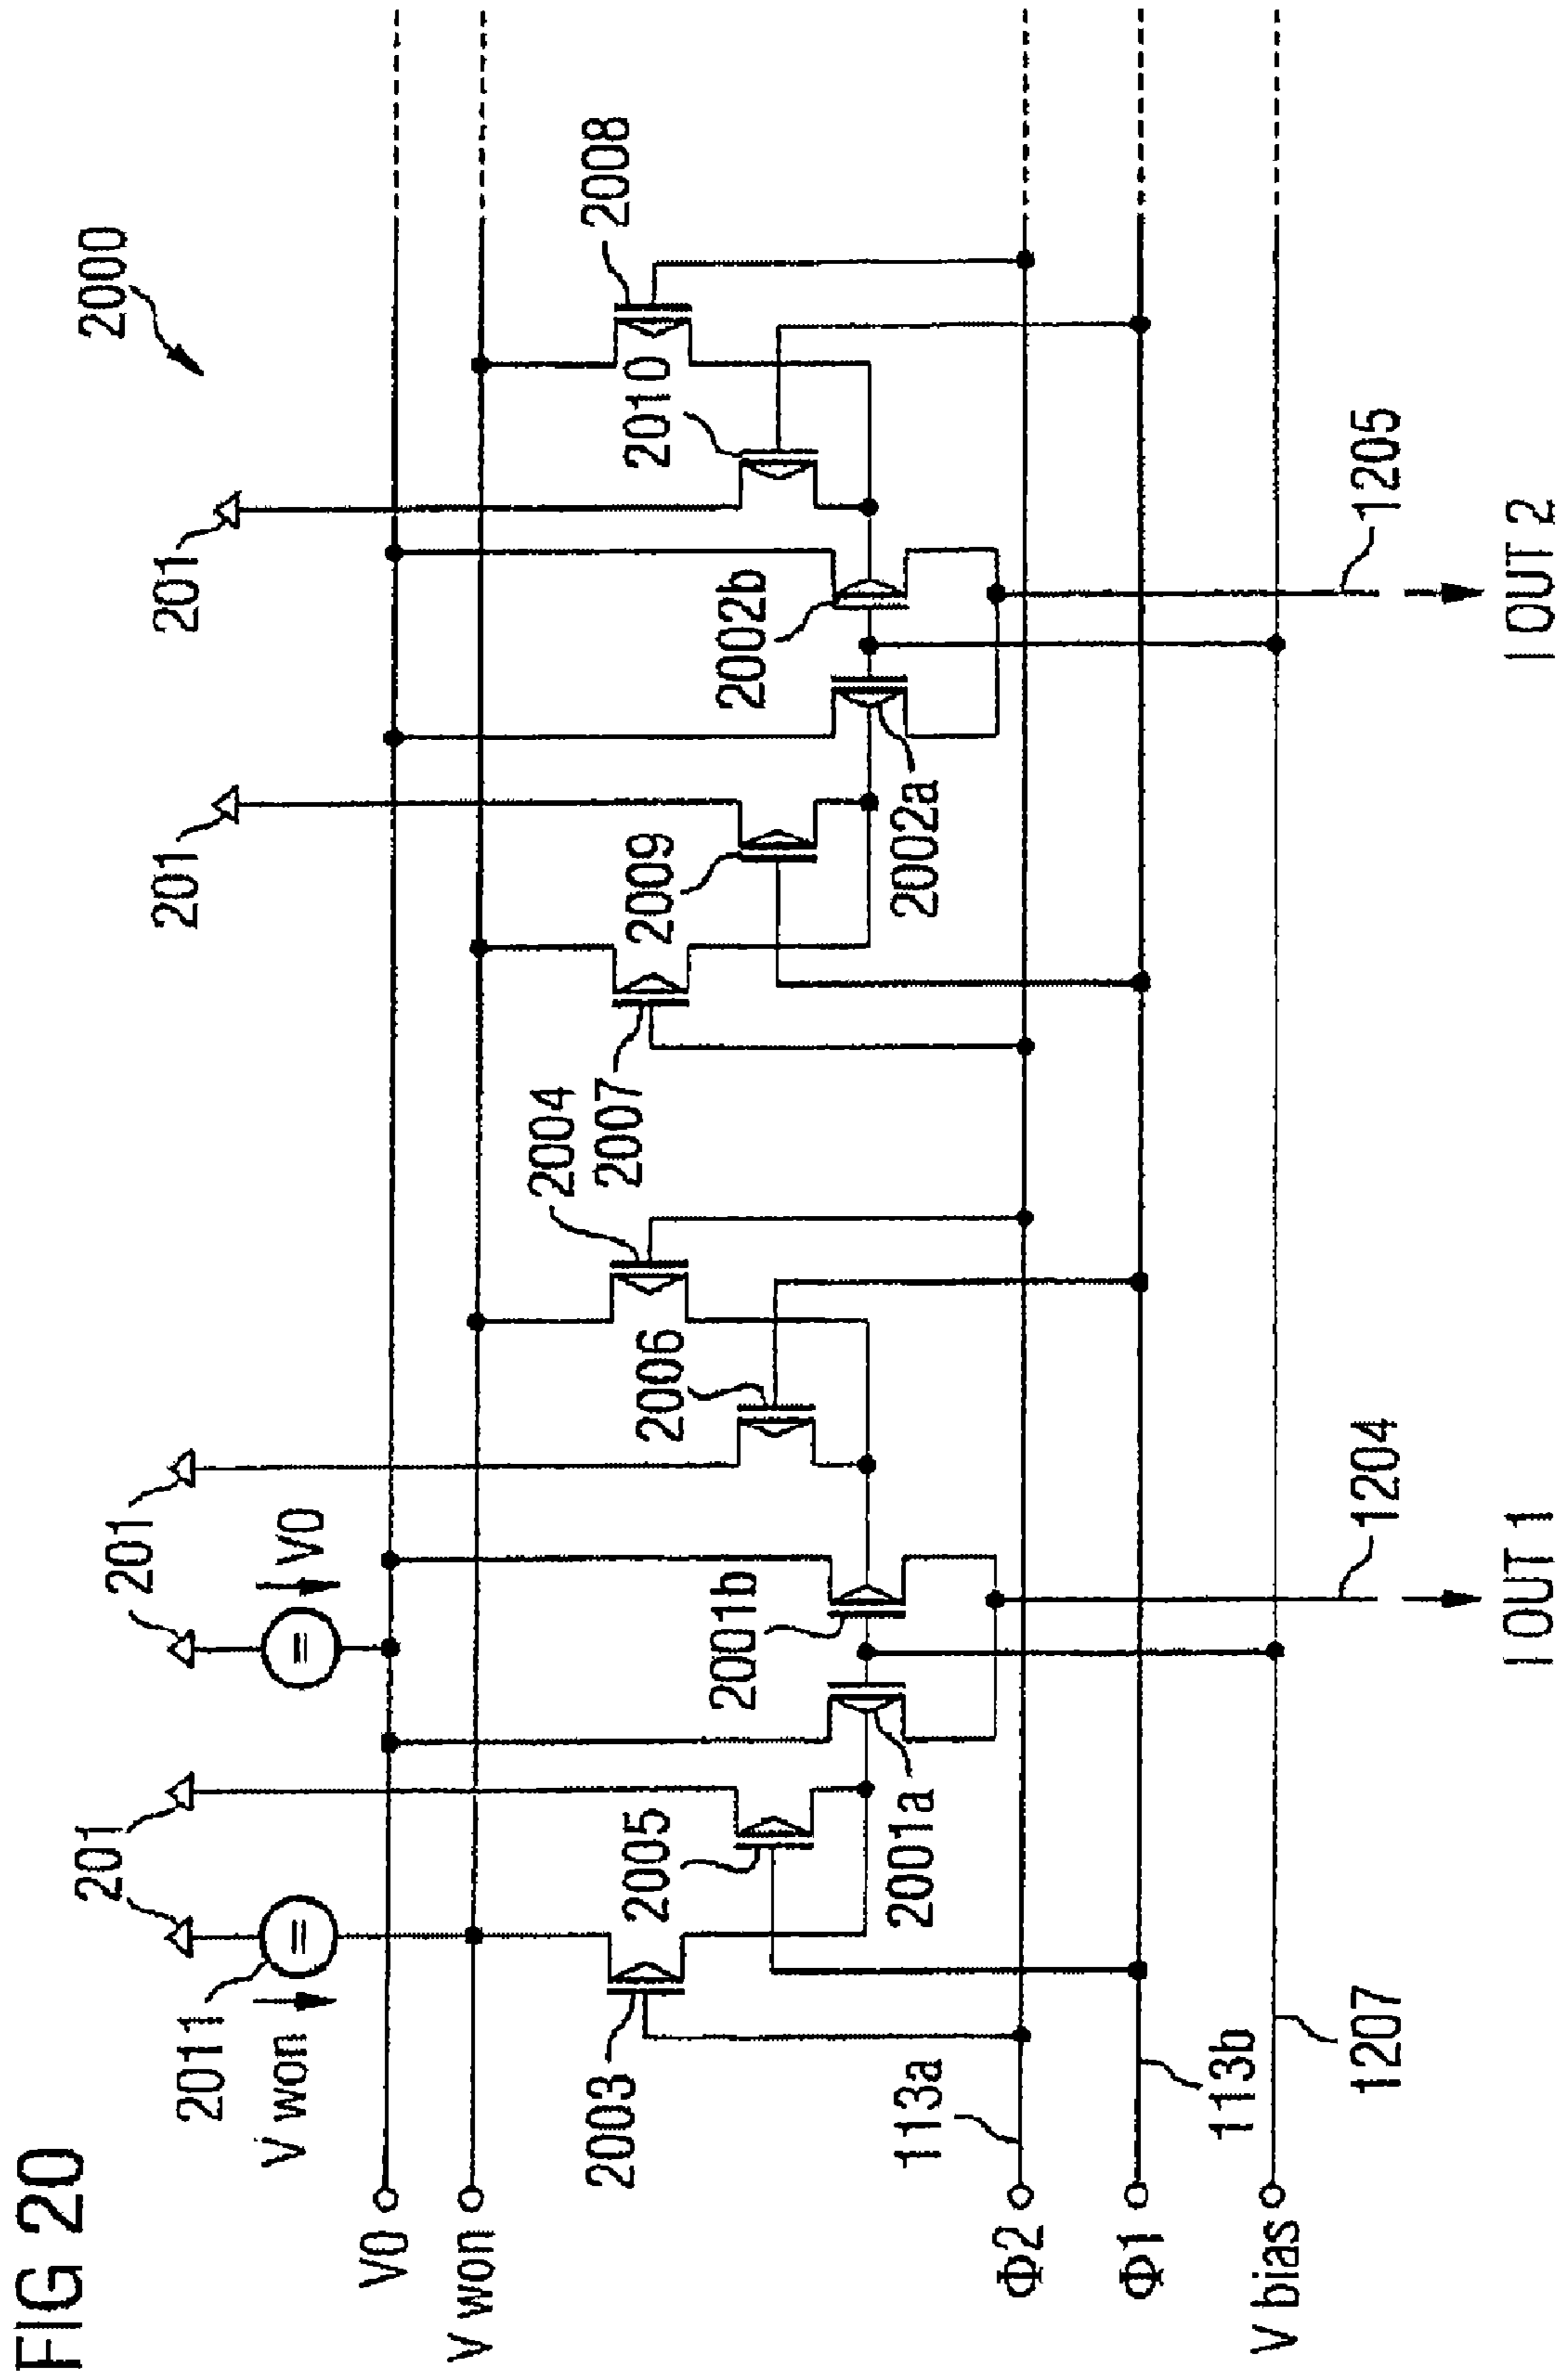 FIG 20
2000
201
201
201
201
201
2011
V won
V0
V0
V won
2003
2005
2006
2004
2007
2009
2010
2008
2001a
2001b
2002a
2002b
113a
113b
Φ2
Φ1
V bias
1207
1204
1205
I OUT 1
I OUT 2